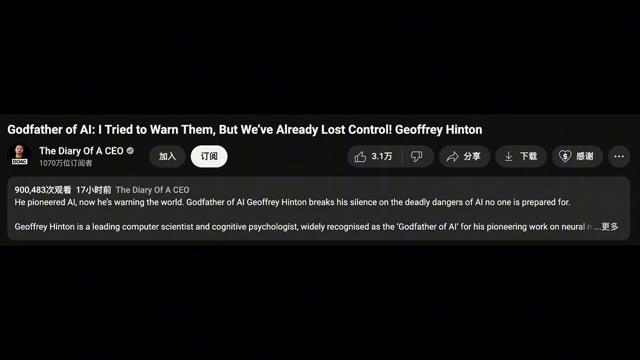 Godfather of AI: I Tried to Warn Them, But We've Already Lost Control! Geoffrey Hinton
DOAC
The Diary Of A CEO
1070万位订阅者
加入
订阅
3.1万
分享
下载
感谢
900,483次观看 17小时前 The Diary Of A CEO
He pioneered AI, now he's warning the world. Godfather of AI Geoffrey Hinton breaks his silence on the deadly dangers of AI no one is prepared for.
Geoffrey Hinton is a leading computer scientist and cognitive psychologist, widely recognised as the 'Godfather of AI' for his pioneering work on neural n ...更多